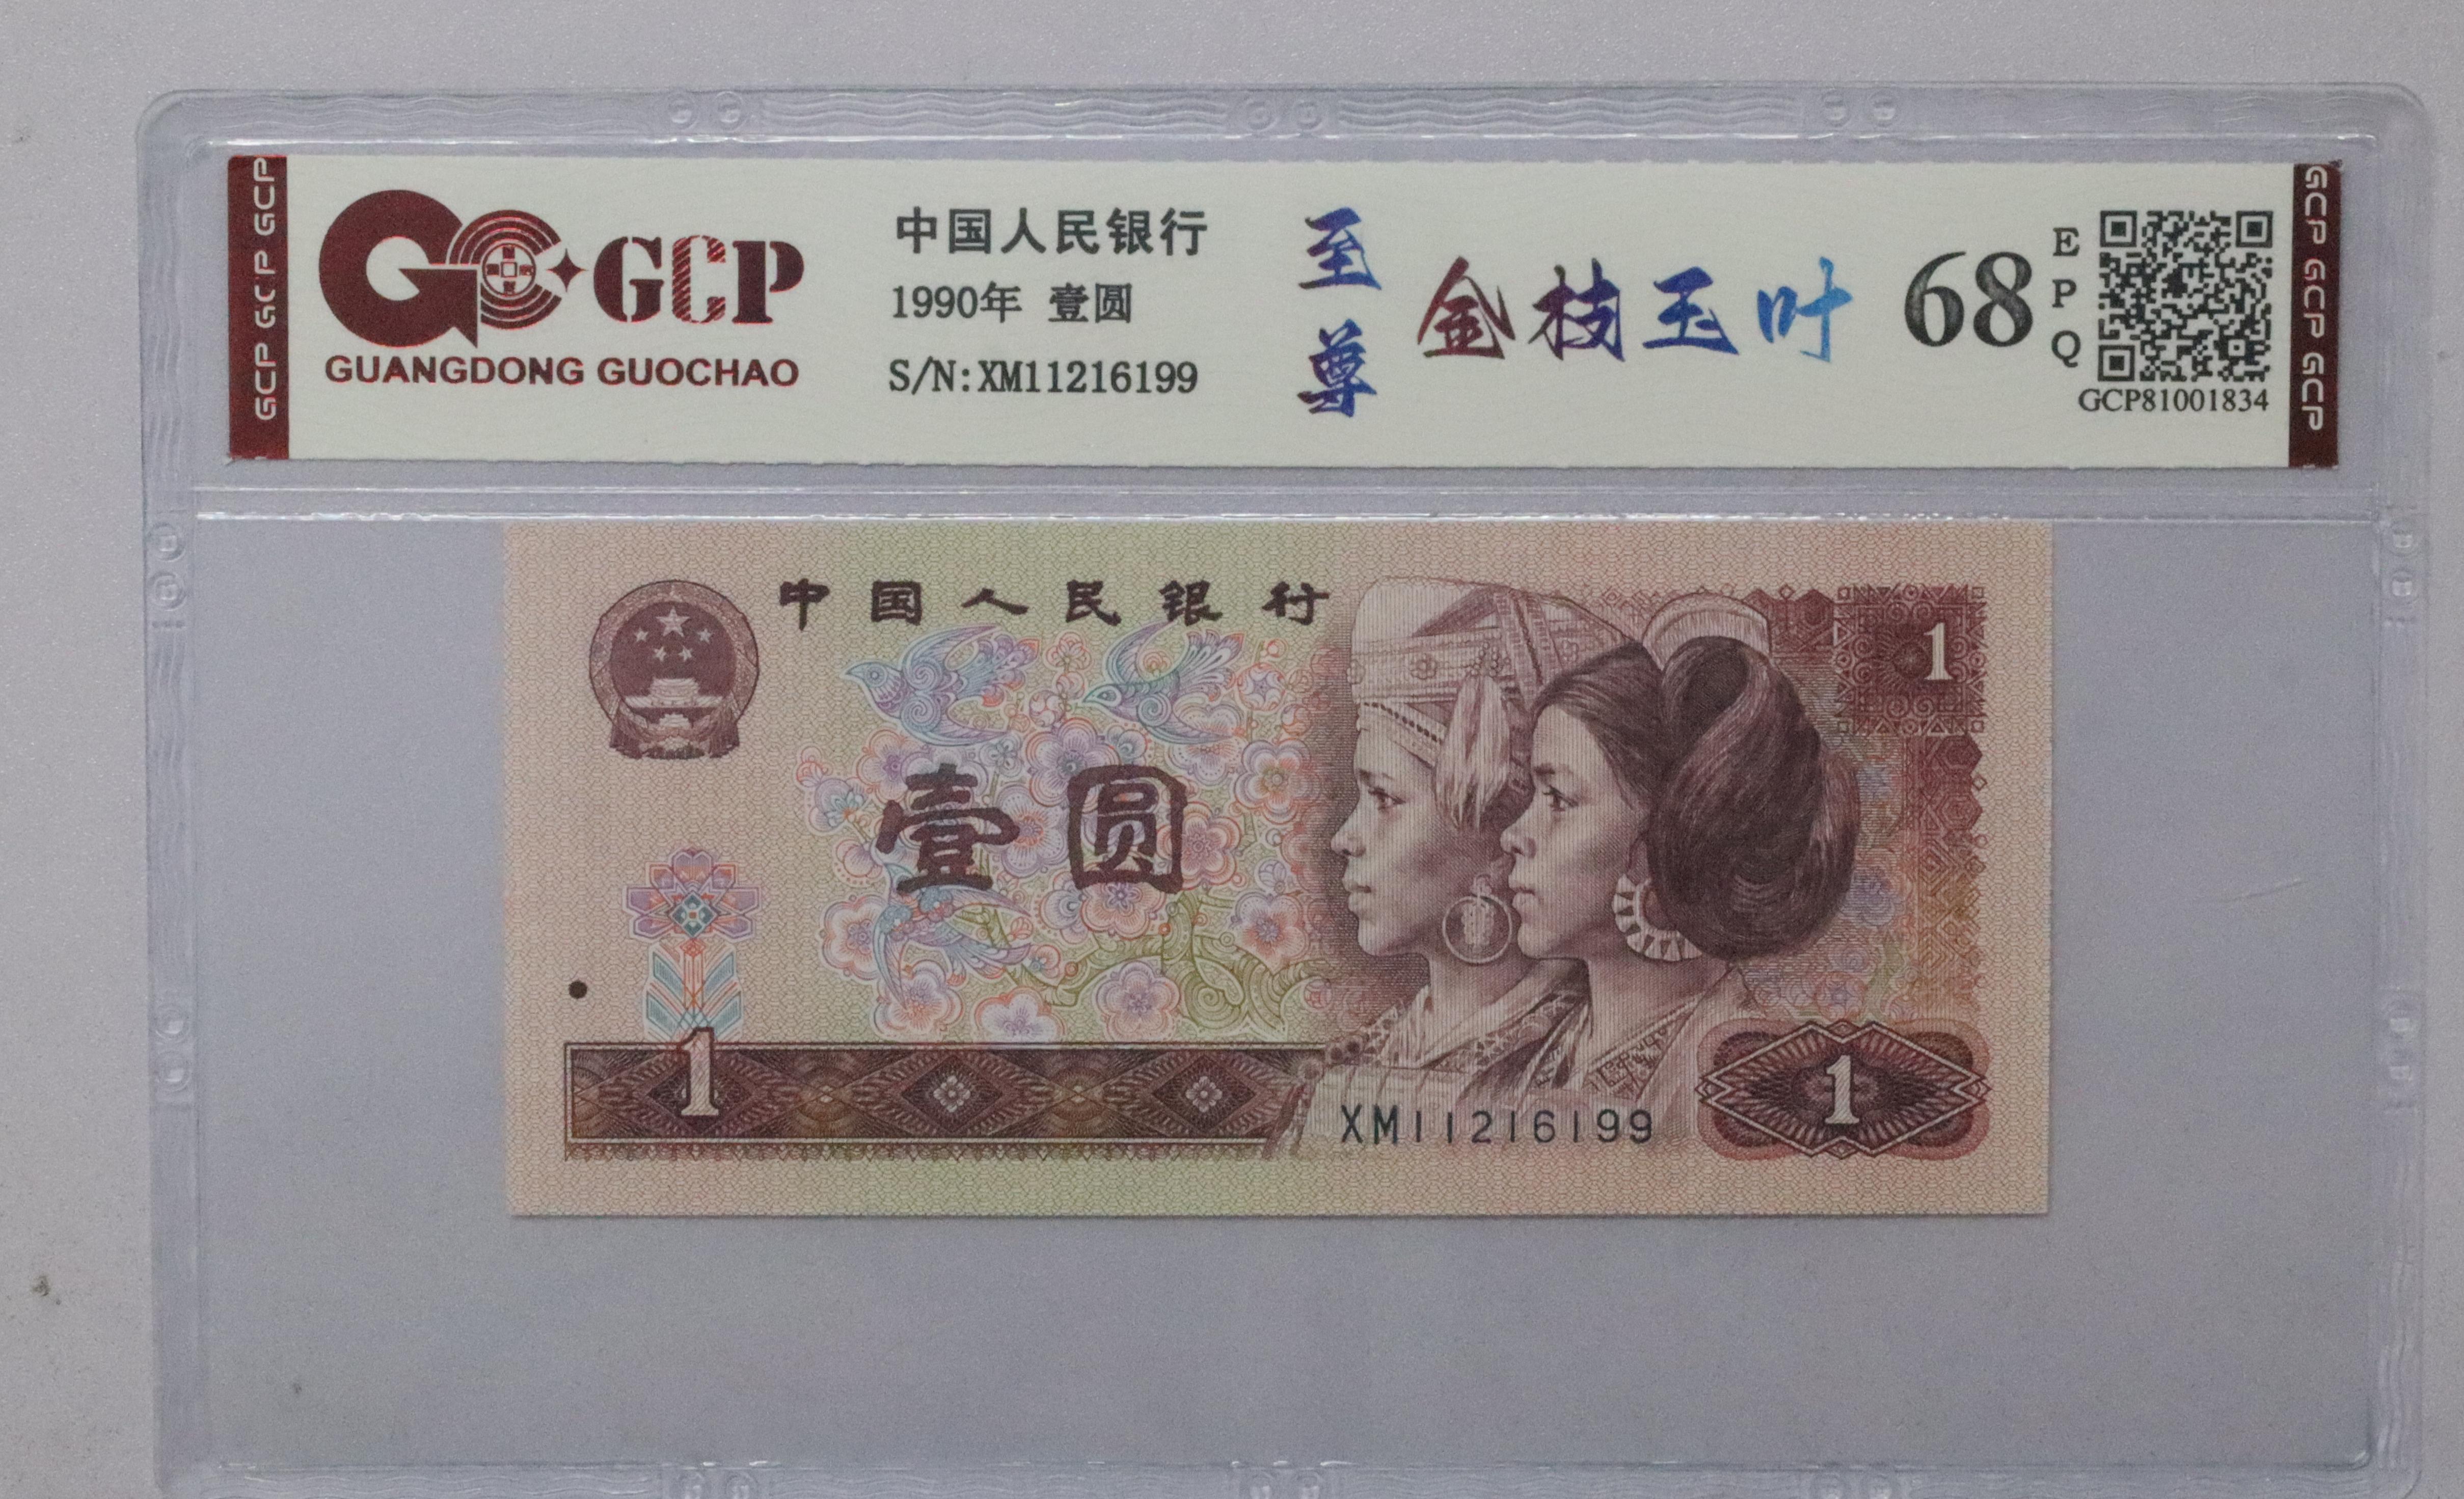 GCP GCP GCP
GCP
GUANGDONG GUOCHAO
中国人民银行
1990年 壹圆
S/N:XM11216199
至尊
金枝玉叶
68
EPQ
GCP81001834
GCP GCP GCP
中国人民银行
1
壹圆
1
XM11216199
1